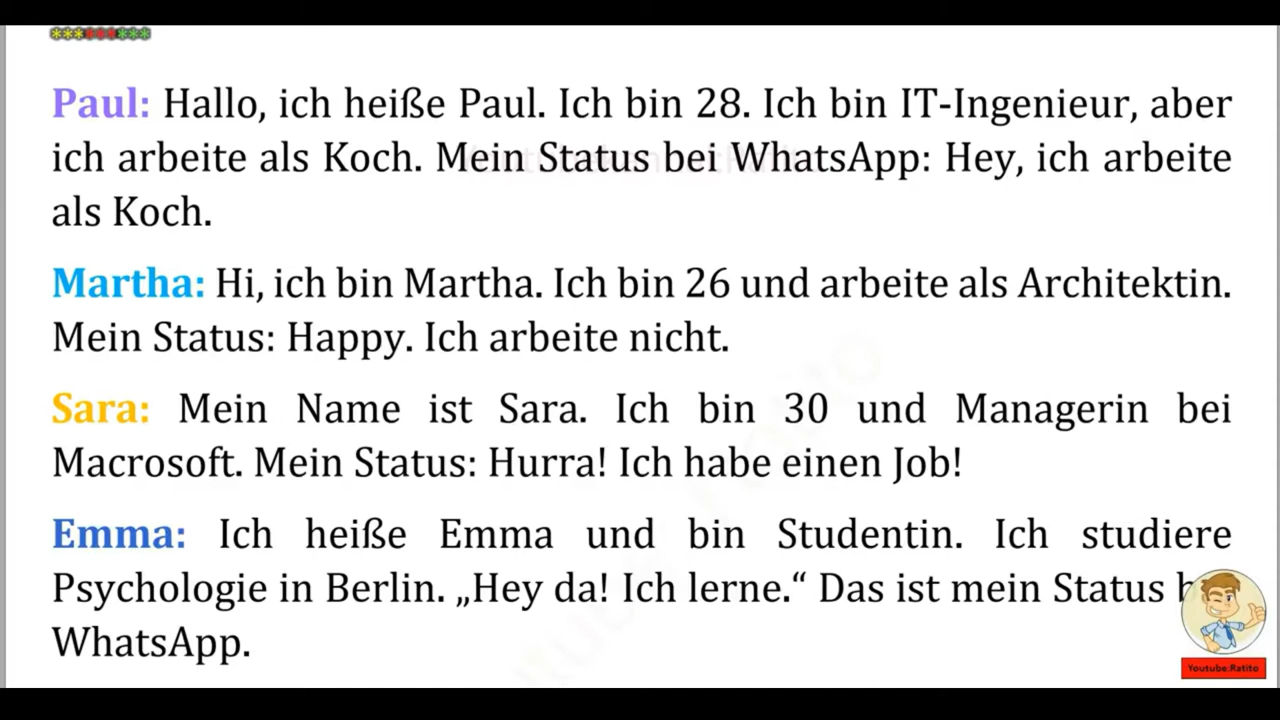 **********
Paul: Hallo, ich heiße Paul. Ich bin 28. Ich bin IT-Ingenieur, aber
ich arbeite als Koch. Mein Status bei WhatsApp: Hey, ich arbeite
als Koch.
Martha: Hi, ich bin Martha. Ich bin 26 und arbeite als Architektin.
Mein Status: Happy. Ich arbeite nicht.
Sara: Mein Name ist Sara. Ich bin 30 und Managerin bei
Macrosoft. Mein Status: Hurra! Ich habe einen Job!
Emma: Ich heiße Emma und bin Studentin. Ich studiere
Psychologie in Berlin. „Hey da! Ich lerne.“ Das ist mein Status
WhatsApp.
Youtube:Ratito